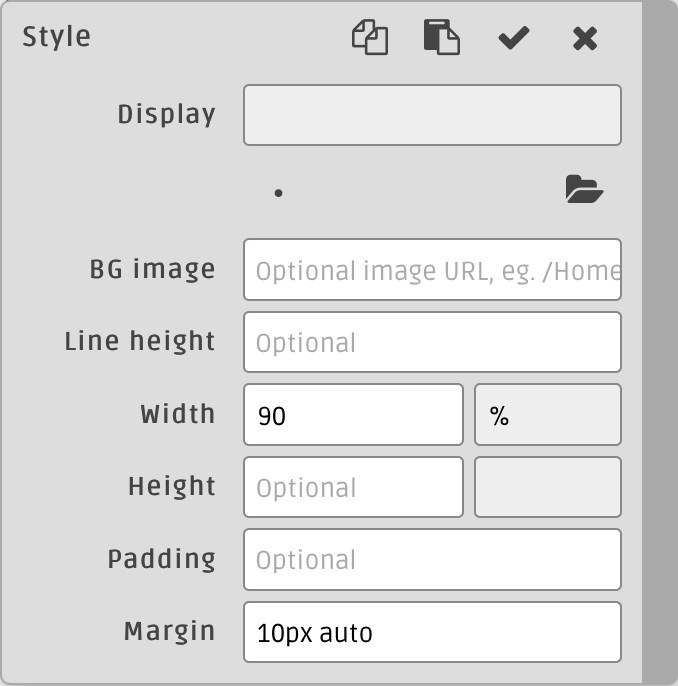 Style
Display
BG image Optional image URL, eg. /Home
Line height Optional
Width 90 %
Height Optional
Padding Optional
Margin 10px auto